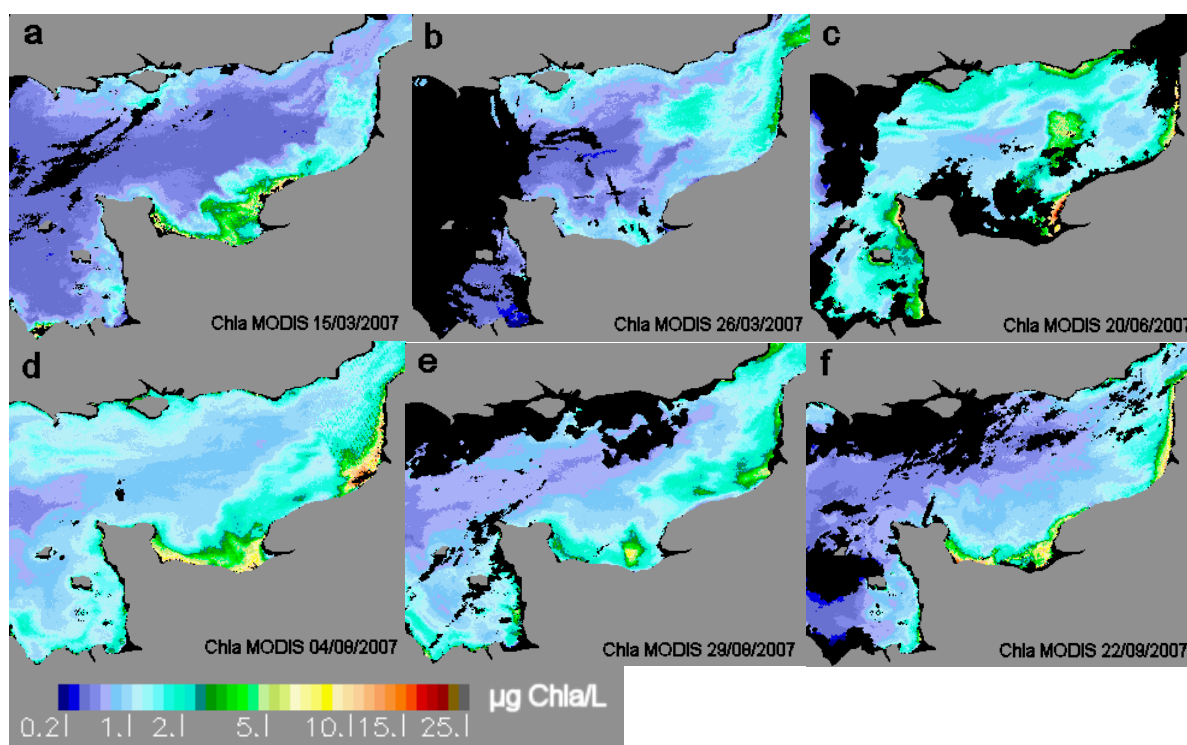 a
b
c
Chla MODIS 15/03/2007
Chla MODIS 26/03/2007
Chla MODIS 20/06/2007
d
e
f
Chla MODIS 04/08/2007
Chla MODIS 29/08/2007
Chla MODIS 22/09/2007
µg Chla/L
0.2| 1.| 2.| 5.| 10.| 15.| 25.|